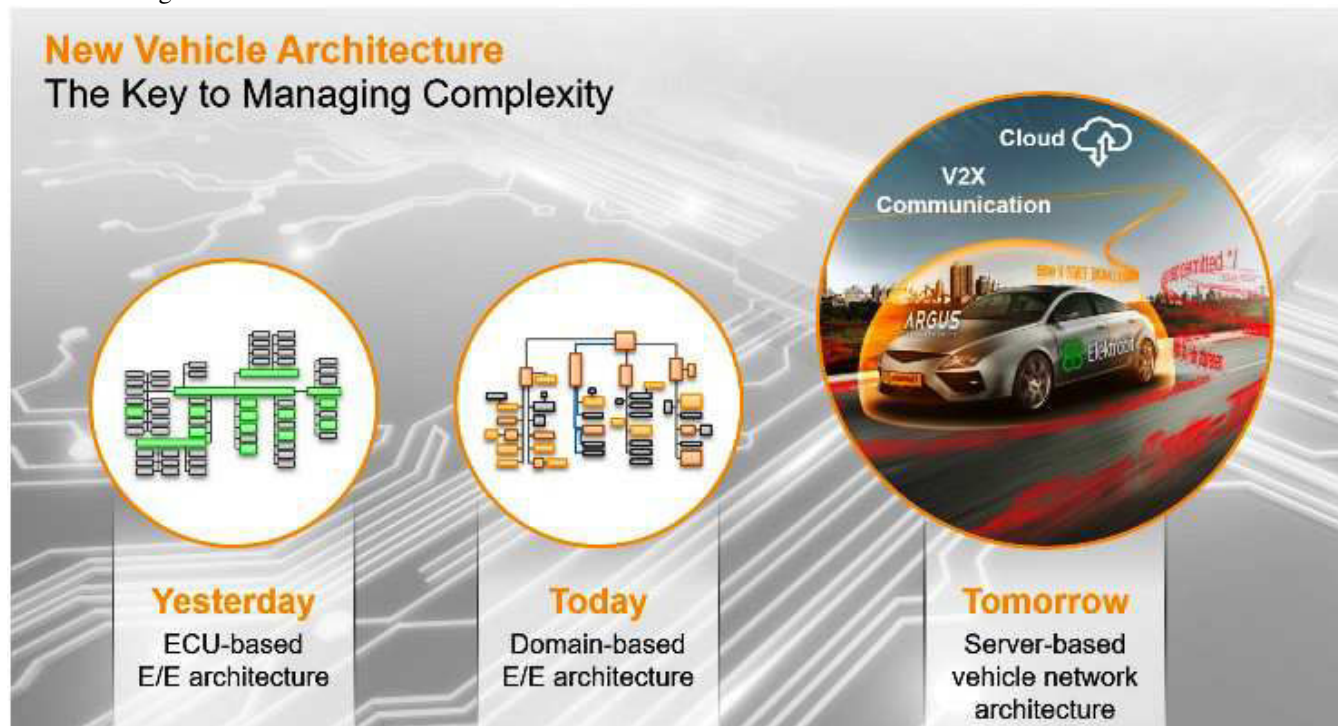 New Vehicle Architecture
The Key to Managing Complexity
Cloud
V2X
Communication
ARGUS
Elektrobit
Yesterday
ECU-based
E/E architecture
Today
Domain-based
E/E architecture
Tomorrow
Server-based
vehicle network
architecture